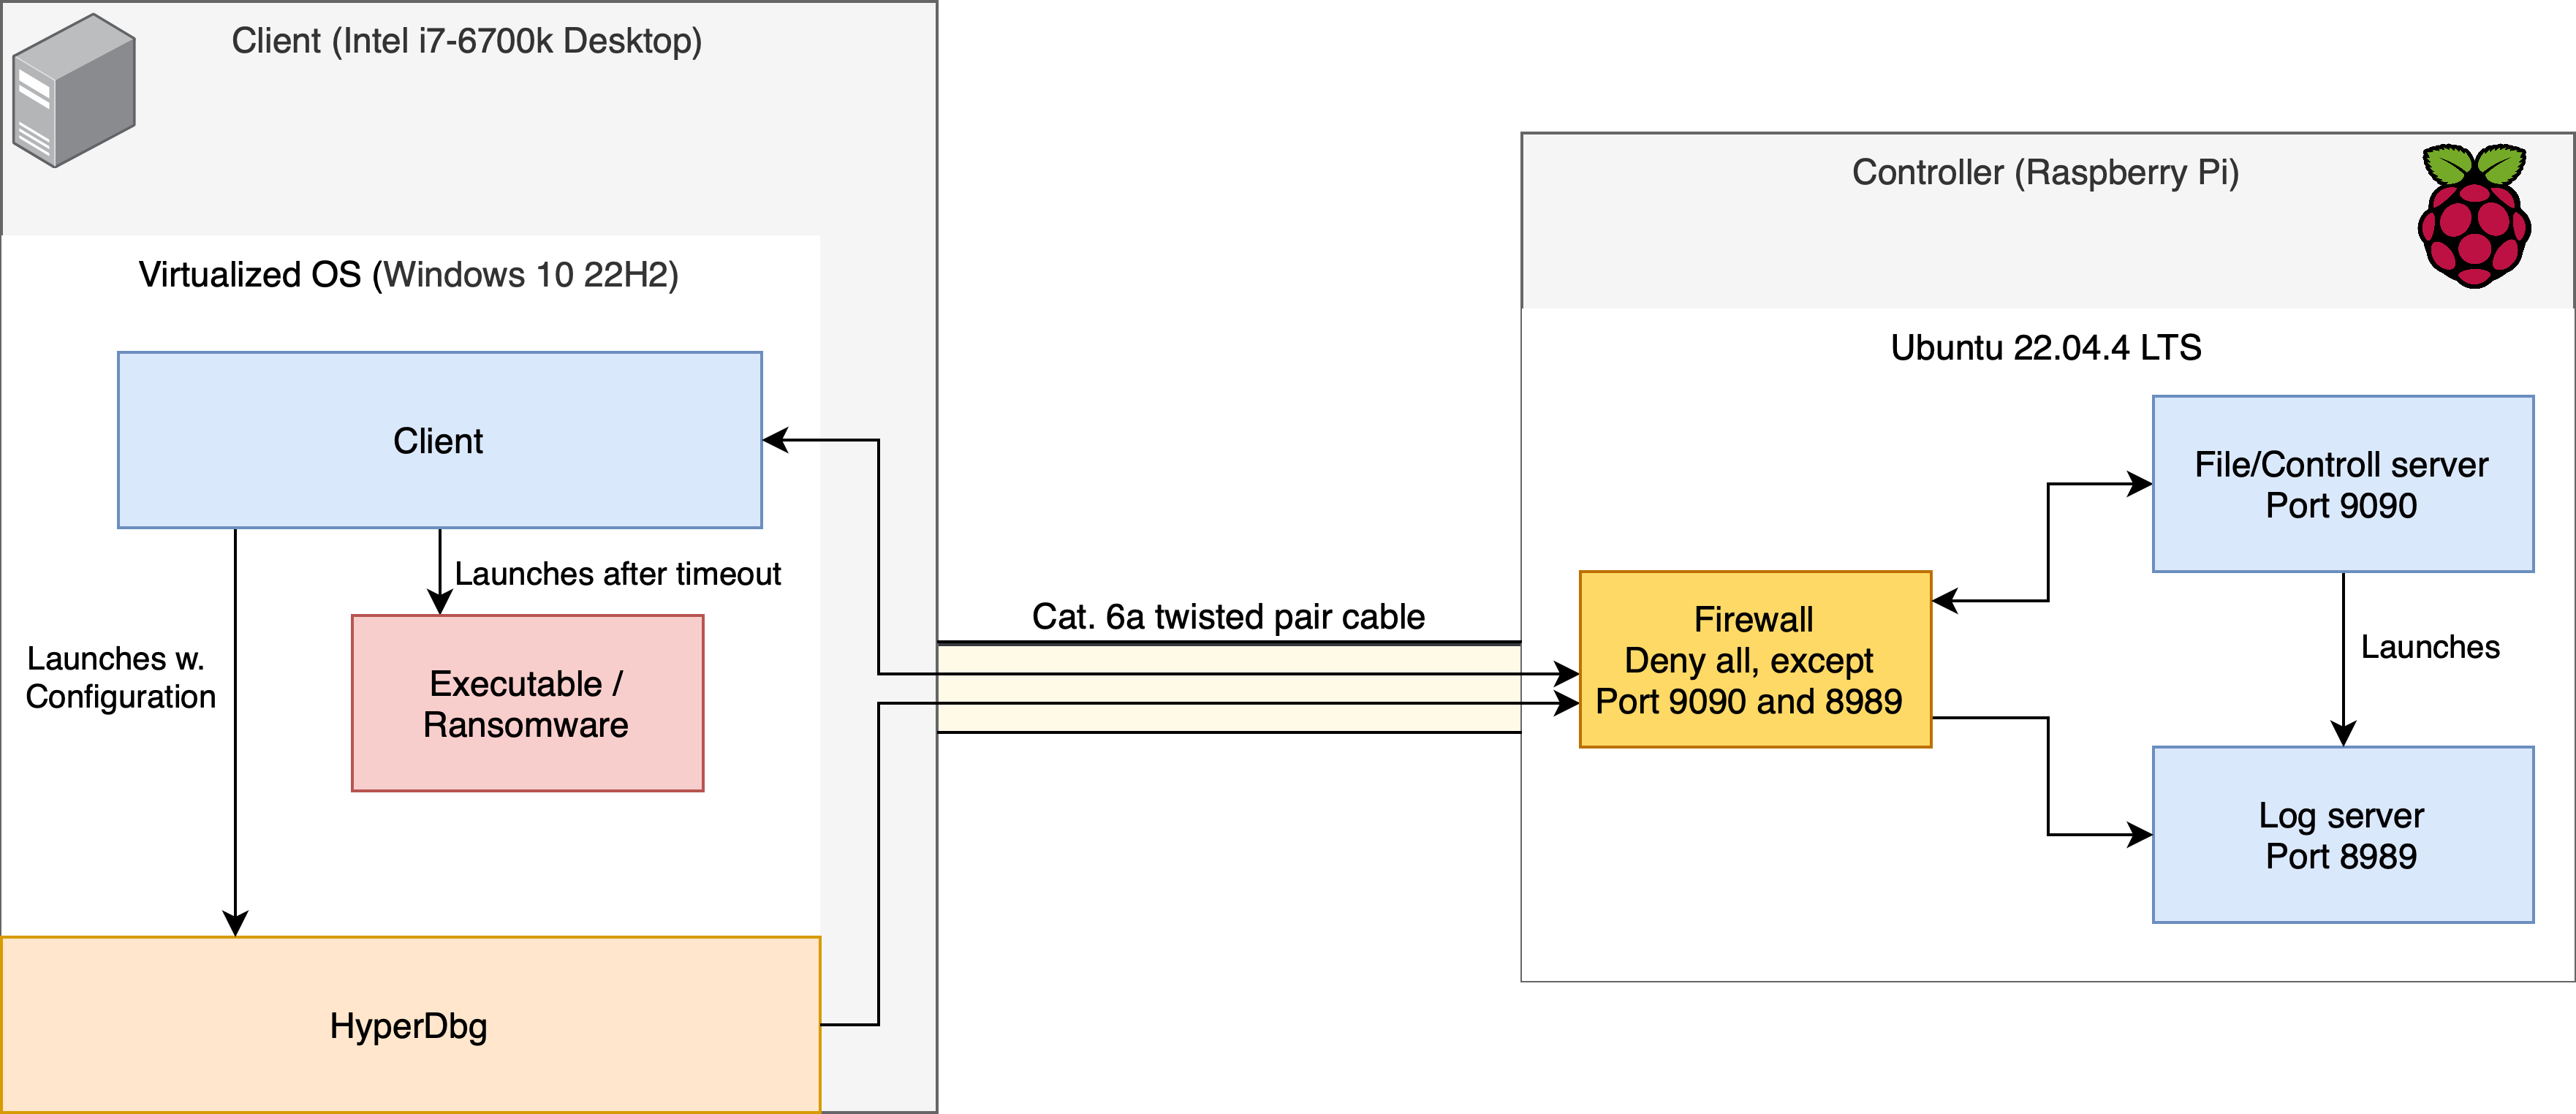 Client (Intel i7-6700k Desktop)
Virtualized OS (Windows 10 22H2)
Client
Launches after timeout
Launches w.
Configuration
Executable /
Ransomware
HyperDbg
Cat. 6a twisted pair cable
Controller (Raspberry Pi)
Ubuntu 22.04.4 LTS
File/Controll server
Port 9090
Firewall
Deny all, except
Port 9090 and 8989
Launches
Log server
Port 8989